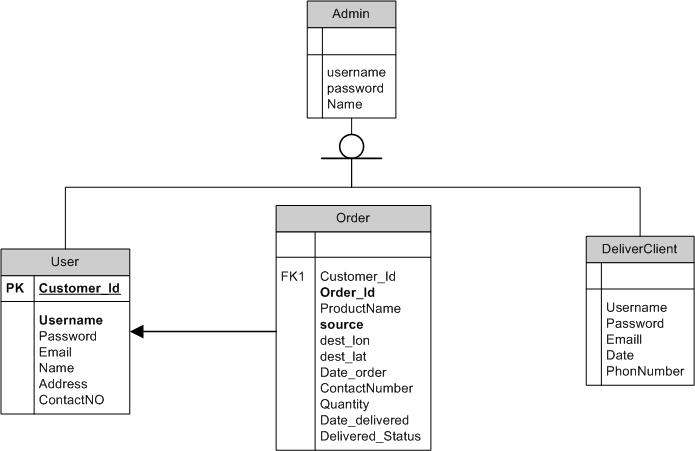 Admin
username
password
Name
User
PK Customer_Id
Username
Password
Email
Name
Address
ContactNO
Order
FK1 Customer_Id
Order_Id
ProductName
source
dest_lon
dest_lat
Date_order
ContactNumber
Quantity
Date_delivered
Delivered_Status
DeliverClient
Username
Password
Emaill
Date
PhonNumber